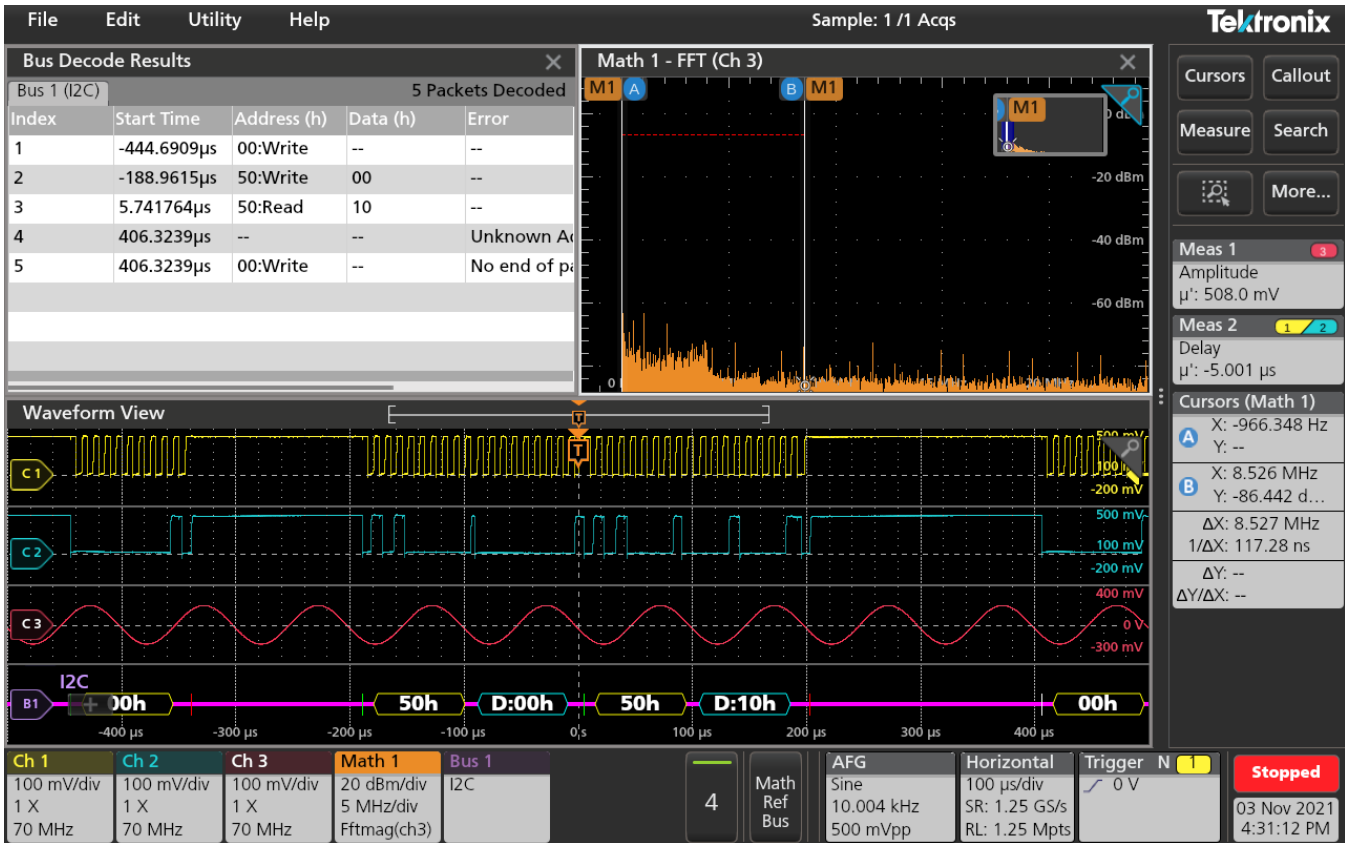 File Edit Utility Help Sample: 1 /1 Acqs Tektronix
Bus Decode Results
Bus 1 (I2C) 5 Packets Decoded
Index Start Time Address (h) Data (h) Error
1 -444.6909µs 00:Write -- --
2 -188.9615µs 50:Write 00 --
3 5.741764µs 50:Read 10 --
4 406.3239µs -- -- Unknown
5 406.3239µs 00:Write -- No end of
Math 1 - FFT (Ch 3)
M1 A B M1
M1
-20 dBm
-40 dBm
-60 dBm
Cursors Callout
Measure Search
More...
Meas 1 3
Amplitude
µ': 508.0 mV
Meas 2 1 2
Delay
µ': -5.001 µs
Cursors (Math 1)
A X: -966.348 Hz
Y: --
B X: 8.526 MHz
Y: -86.442 d...
ΔX: 8.527 MHz
1/ΔX: 117.28 ns
ΔY: --
ΔY/ΔX: --
Waveform View
T
T
C 1
-200 mV
500 mV
C 2
100 mV
-200 mV
400 mV
C 3
0 V
-300 mV
I2C
B1 00h 50h D:00h 50h D:10h 00h
-400 µs -300 µs -200 µs -100 µs 0 s 100 µs 200 µs 300 µs 400 µs
Ch 1
100 mV/div
1 X
70 MHz
Ch 2
100 mV/div
1 X
70 MHz
Ch 3
100 mV/div
1 X
70 MHz
Math 1
20 dBm/div
5 MHz/div
Fftmag(ch3)
Bus 1
I2C
4
Math
Ref
Bus
AFG
Sine
10.004 kHz
500 mVpp
Horizontal
100 µs/div
SR: 1.25 GS/s
RL: 1.25 Mpts
Trigger N 1
0 V
Stopped
03 Nov 2021
4:31:12 PM